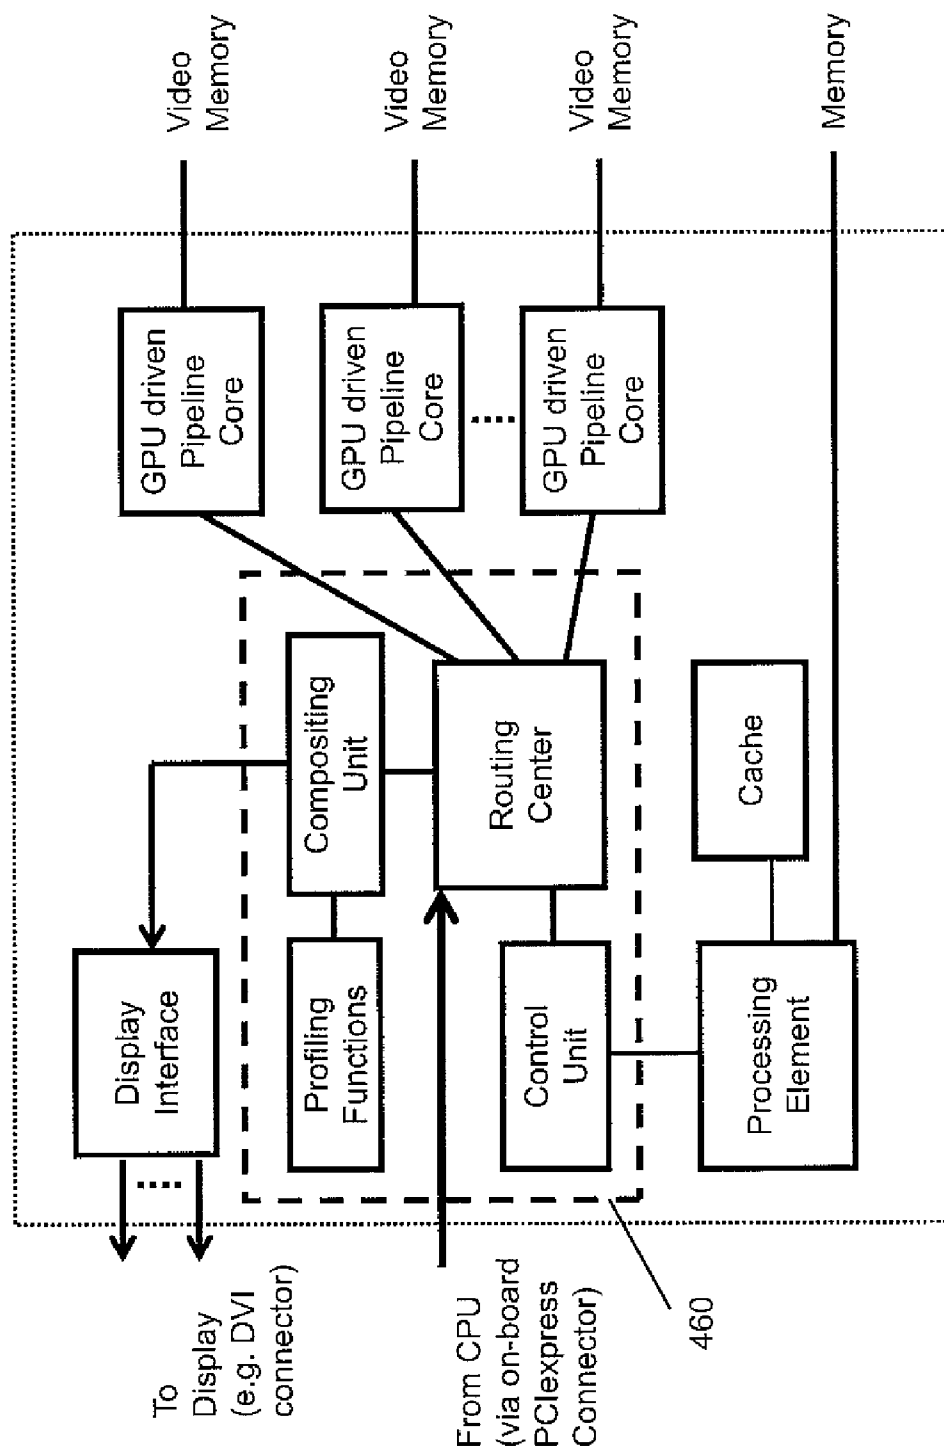 To
Display
(e.g. DVI
connector)
Display
Interface
GPU driven
Pipeline
Core
Video
Memory
Profiling
Functions
Compositing
Unit
GPU driven
Pipeline
Core
Video
Memory
From CPU
(via on-board
PCIexpress
Connector)
Control
Unit
Routing
Center
GPU driven
Pipeline
Core
Video
Memory
460
Processing
Element
Cache
Memory